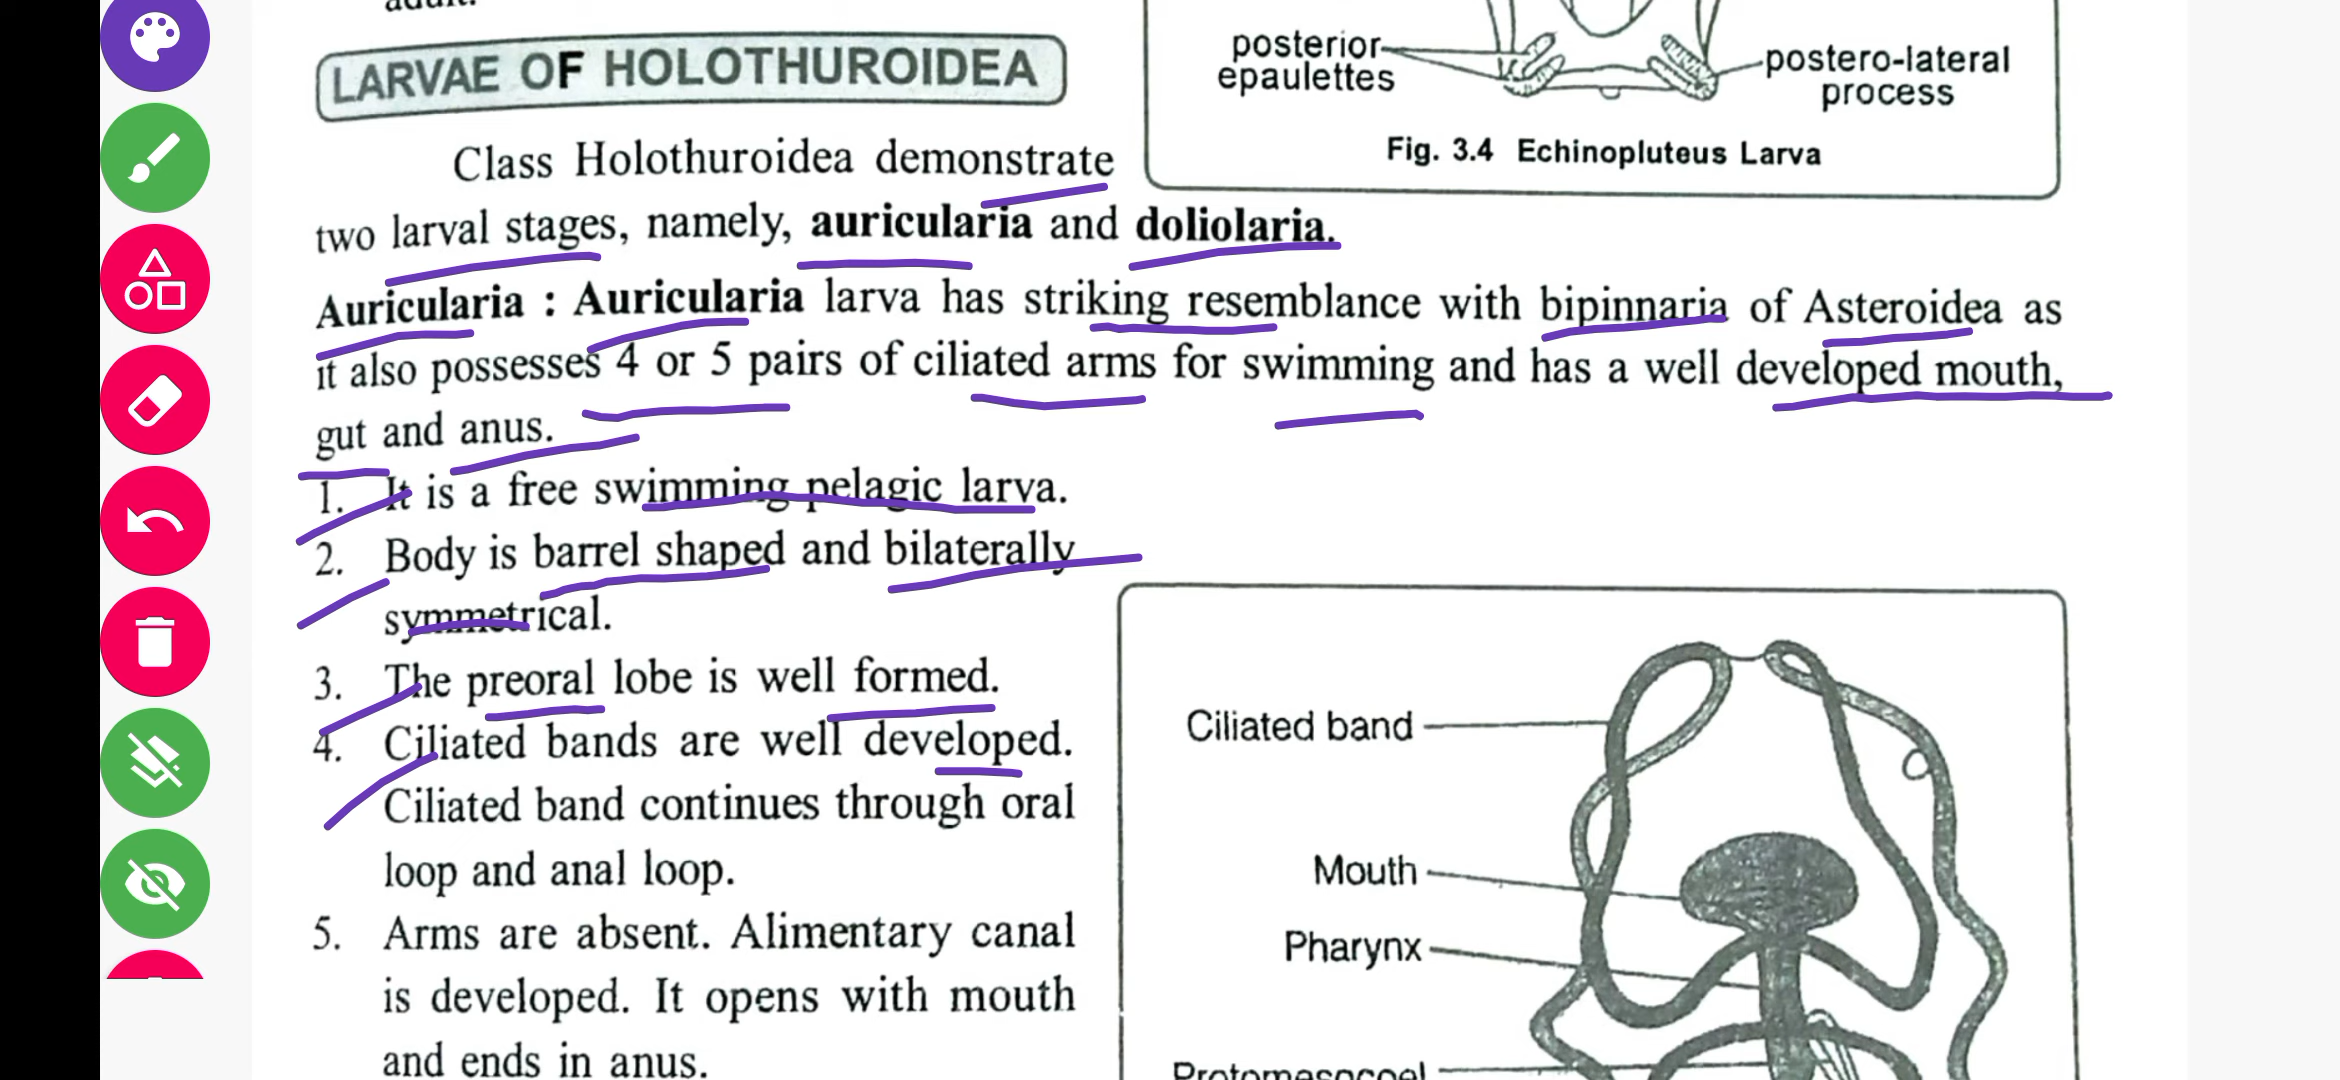 LARVAE OF HOLOTHUROIDEA
posterior
epaulettes
postero-lateral
process
Fig. 3.4 Echinopluteus Larva
Class Holothuroidea demonstrate
two larval stages, namely, auricularia and doliolaria.
Auricularia : Auricularia larva has striking resemblance with bipinnaria of Asteroidea as
it also possesses 4 or 5 pairs of ciliated arms for swimming and has a well developed mouth,
gut and anus.
1. It is a free swimming pelagic larva.
2. Body is barrel shaped and bilaterally
symmetrical.
3. The preoral lobe is well formed.
4. Ciliated bands are well developed.
Ciliated band continues through oral
loop and anal loop.
5. Arms are absent. Alimentary canal
is developed. It opens with mouth
and ends in anus.
Ciliated band
Mouth
Pharynx